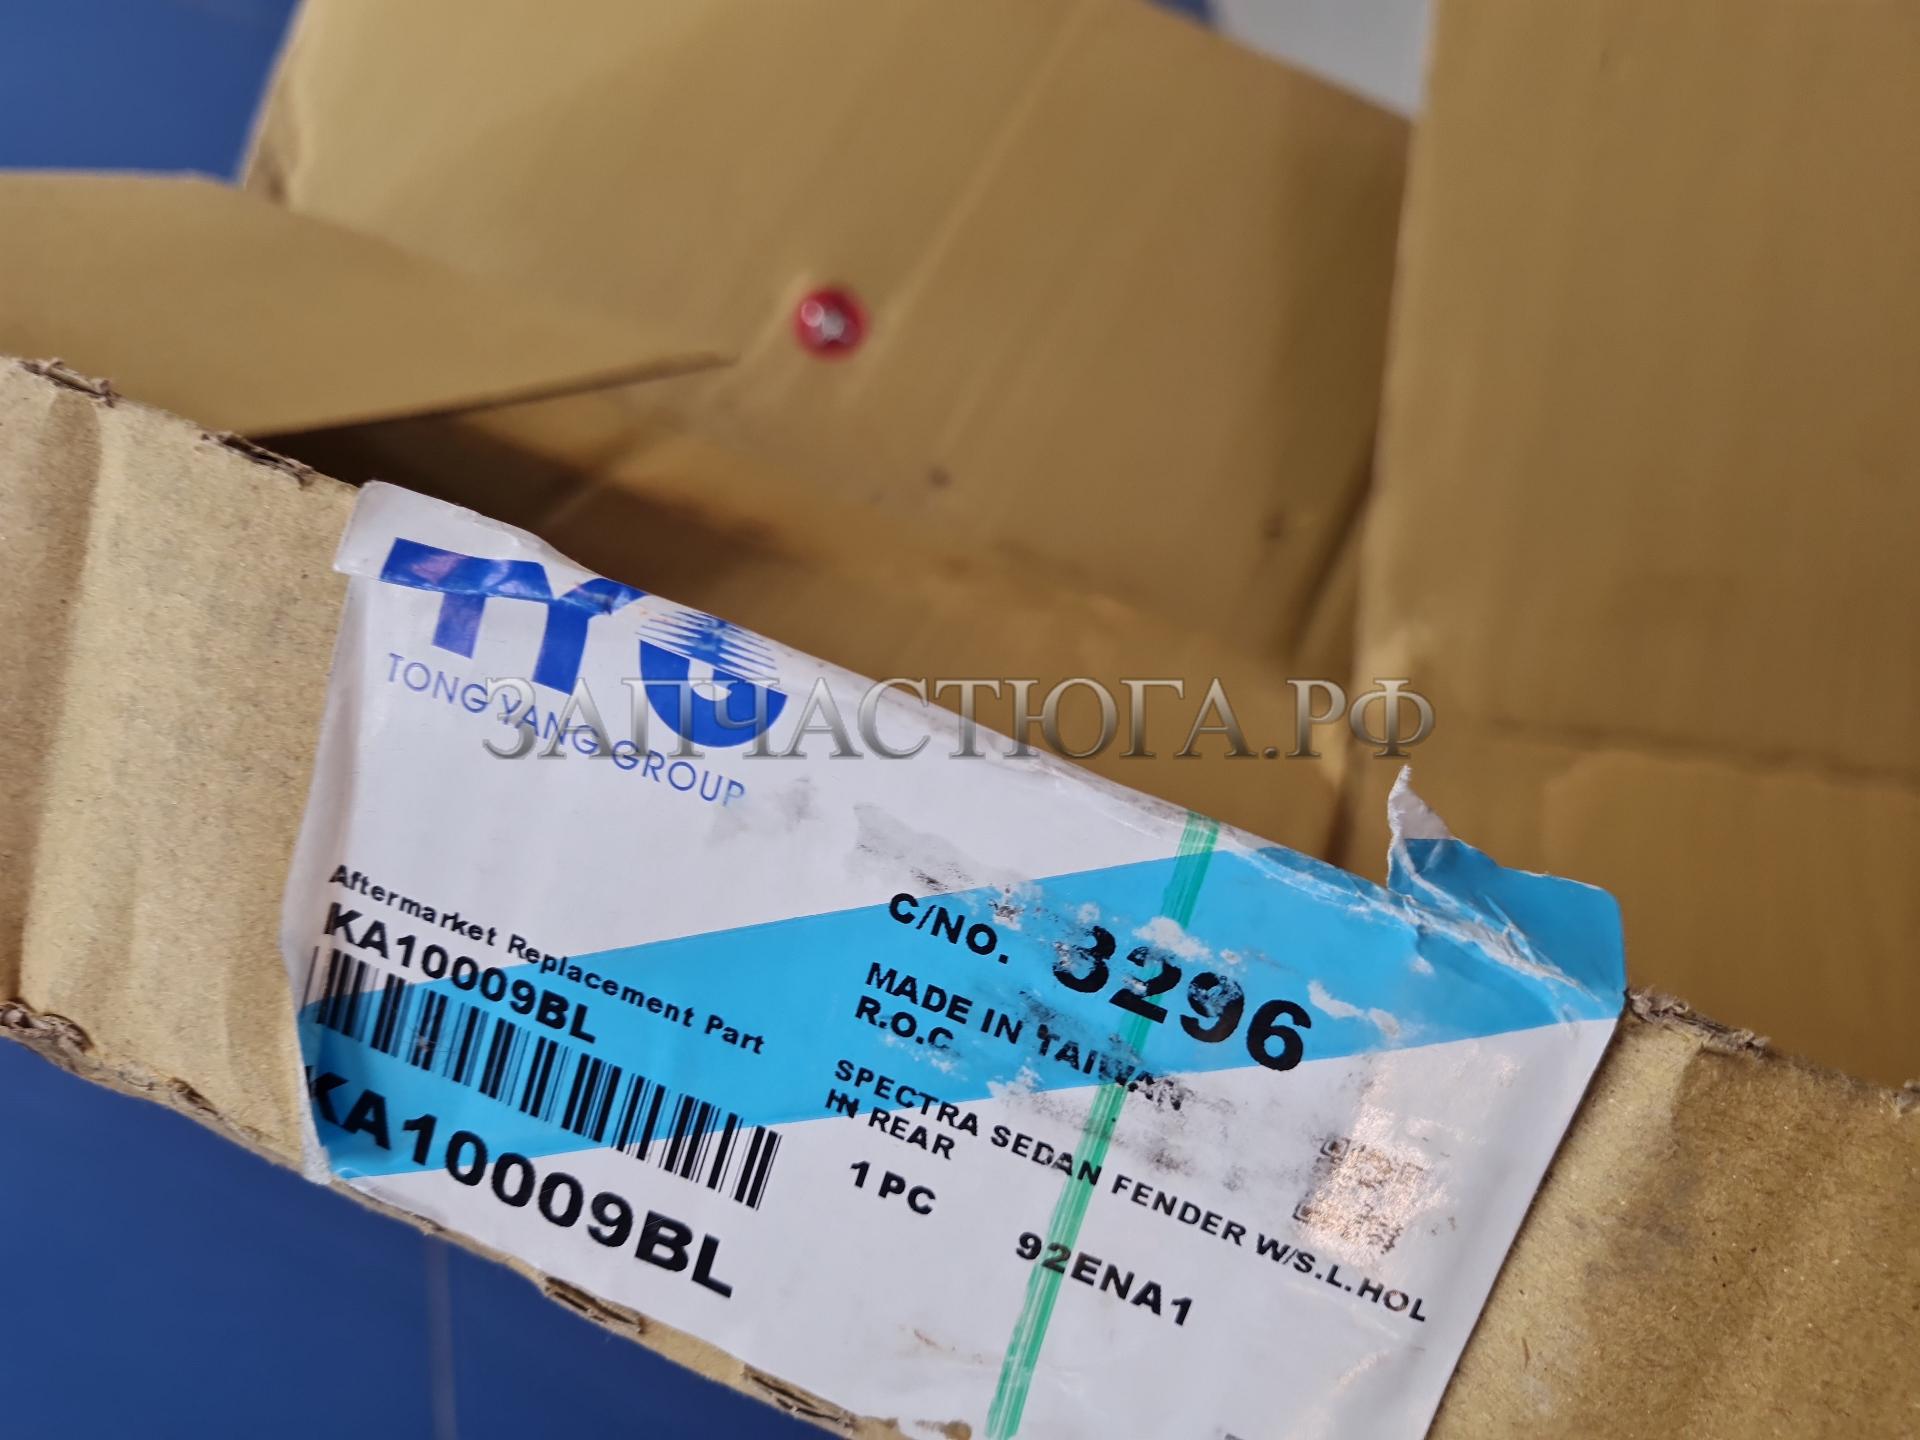 TYG
TONG YANG GROUP
ЗАПЧАСТЮГА.РФ
Aftermarket Replacement Part
KA10009BL
KA10009BL
C/NO. 3296
MADE IN TAIWAN
R.O.C
SPECTRA SEDAN FENDER W/S.L.HOL
IN REAR
1 PC
92ENA1